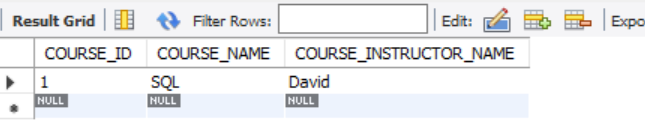 Result Grid Filter Rows: Edit: Expo
COURSE_ID COURSE_NAME COURSE_INSTRUCTOR_NAME
1 SQL David
NULL NULL NULL